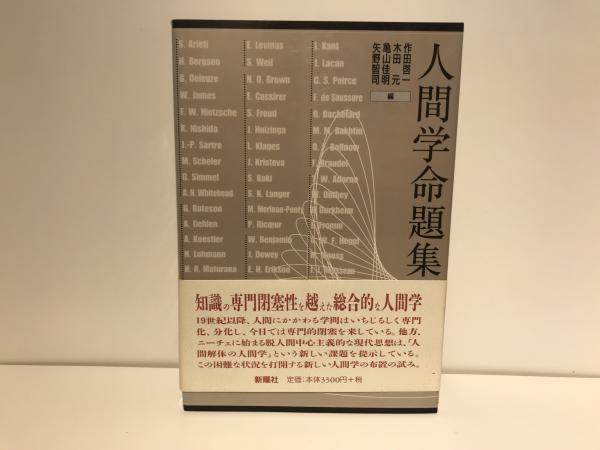 人間学命題集
作田啓一
木田 元
亀山佳明
矢野智司
編
S. Arieti
H. Bergson
G. Deleuze
W. James
F. W. Nietzsche
K. Nishida
J.-P. Sartre
M. Scheler
G. Simmel
A. N. Whitehead
G. Bateson
A. Gehlen
A. Koestler
N. Luhmann
H. R. Maturana
E. Levinas
S. Weil
N. O. Brown
E. Cassirer
S. Freud
J. Huizinga
L. Klages
J. Kristeva
S. Kuki
S. K. Langer
M. Merleau-Ponty
P. Ricœur
W. Benjamin
J. Dewey
E. H. Erikson
I. Kant
J. Lacan
C. S. Peirce
F. de Saussure
G. Bachelard
M. M. Bakhtin
O. F. Bollnow
F. Braudel
T. W. Adorno
W. Dilthey
E. Durkheim
E. Fromm
G. W. F. Hegel
M. Mauss
J.-J. Rousseau
知識の専門閉塞性を越えた総合的な人間学
19世紀以降、人間にかかわる学問はいちじるしく専門
化、分化し、今日では専門的閉塞を来している。他方、
ニーチェに始まる脱人間中心主義的な現代思想は、「人
間解体の人間学」という新しい課題を提示している。
この困難な状況を打開する新しい人間学の布置の試み。
新曜社 定価:本体3300円+税